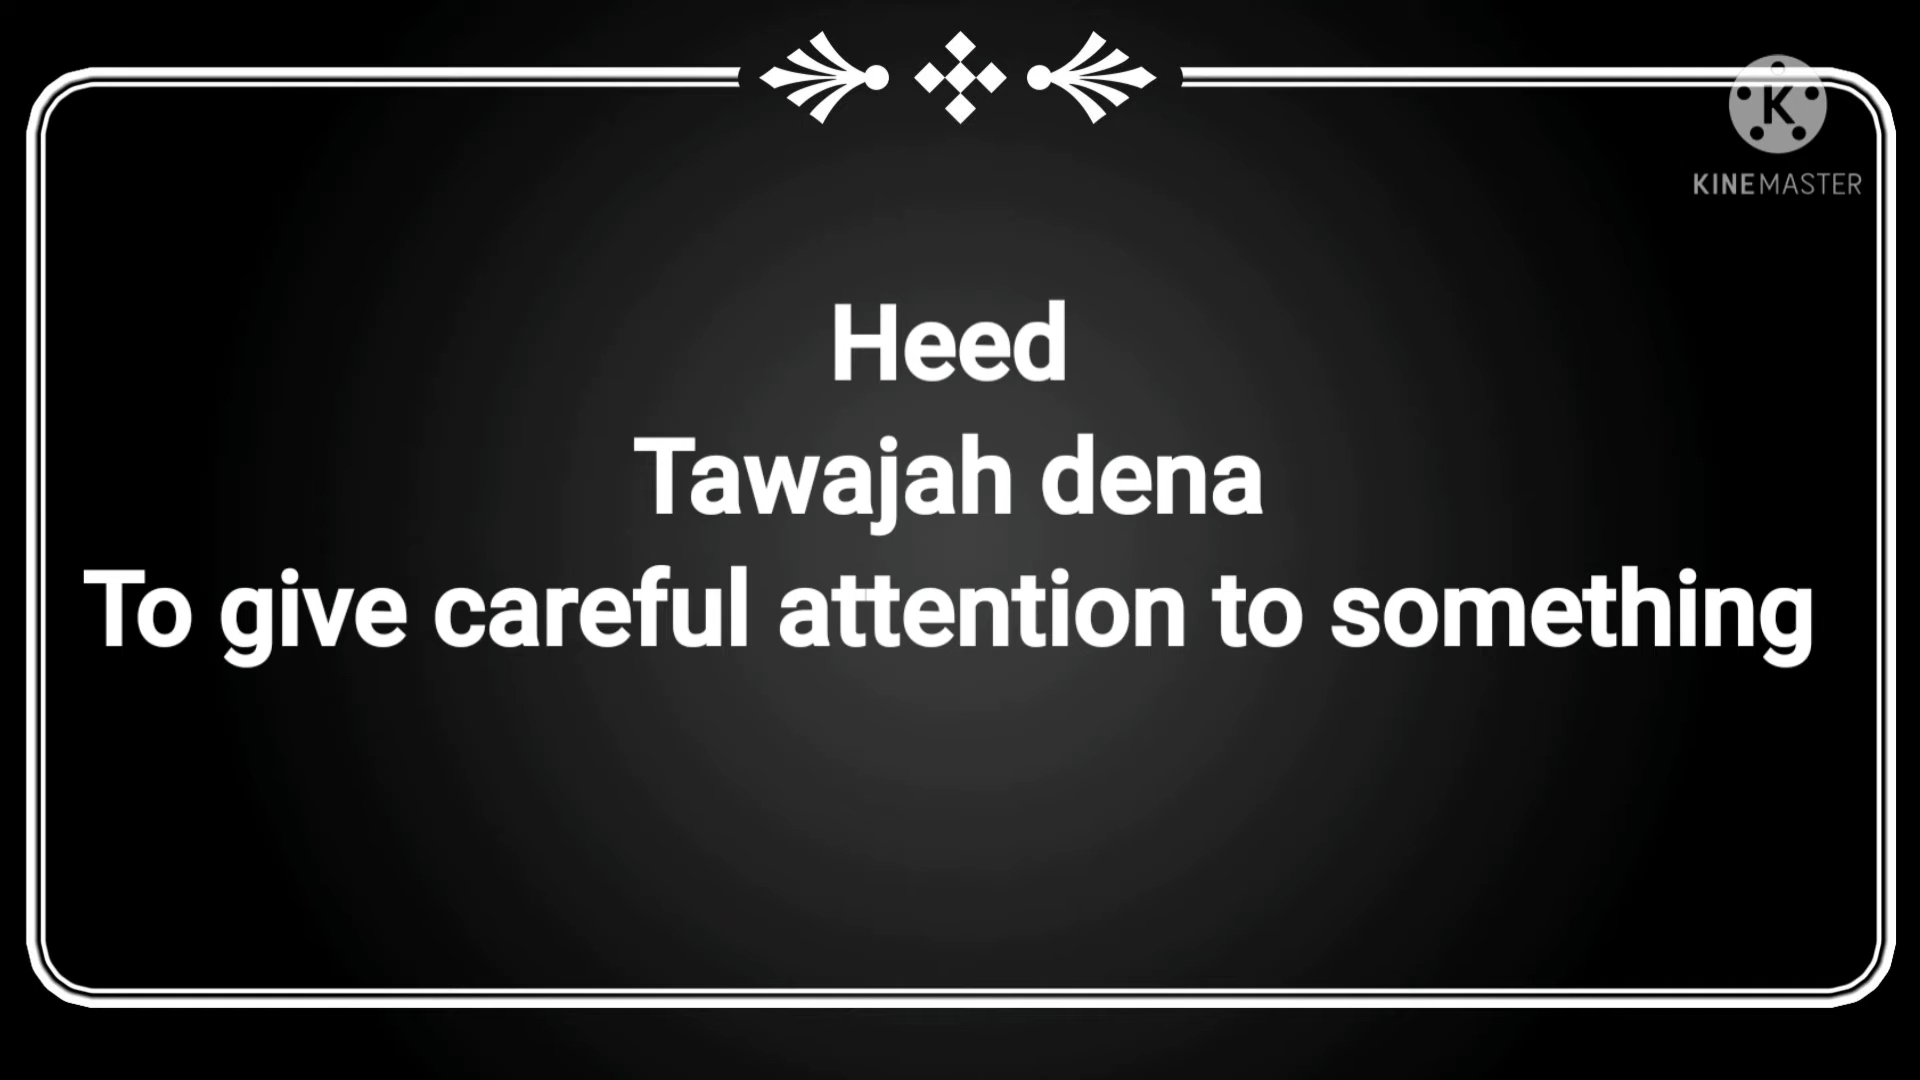 K
KINEMASTER
Heed
Tawajah dena
To give careful attention to something